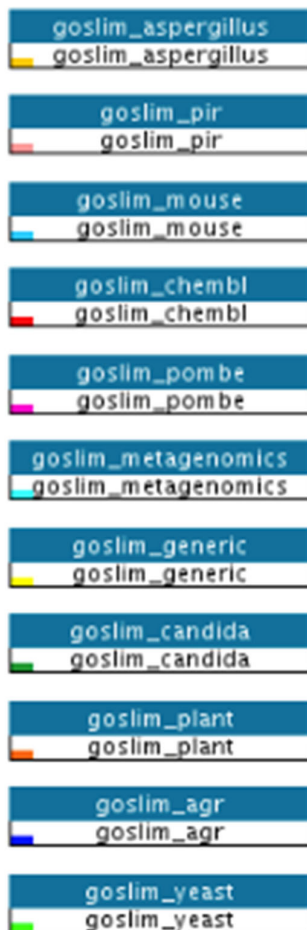 goslim_aspergillus
goslim_aspergillus
goslim_pir
goslim_pir
goslim_mouse
goslim_mouse
goslim_chembl
goslim_chembl
goslim_pombe
goslim_pombe
goslim_metagenomics
goslim_metagenomics
goslim_generic
goslim_generic
goslim_candida
goslim_candida
goslim_plant
goslim_plant
goslim_agr
goslim_agr
goslim_yeast
goslim_yeast